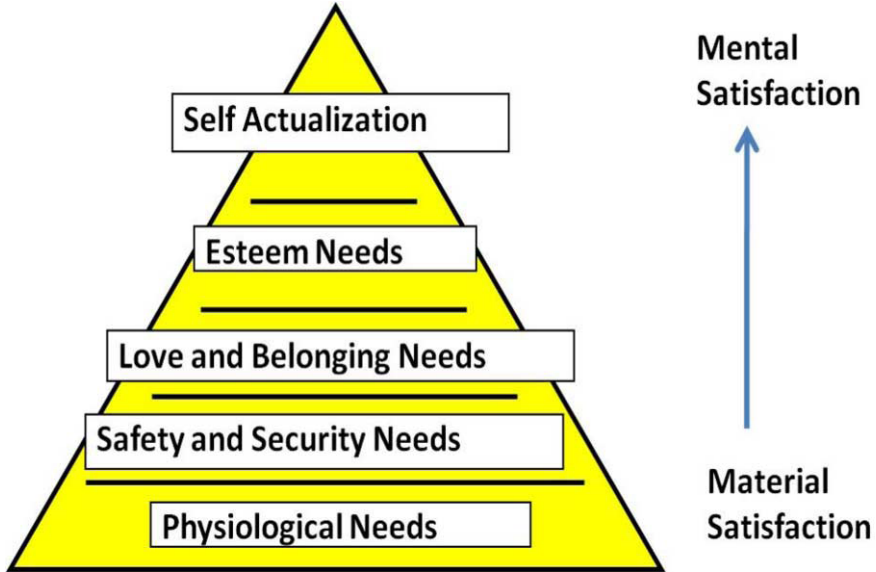 Mental
Satisfaction
Self Actualization
Esteem Needs
Love and Belonging Needs
Safety and Security Needs
Physiological Needs
Material
Satisfaction